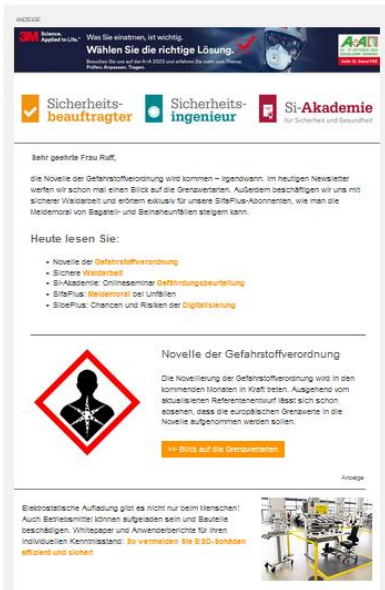 ANZEIGE
3M Science. Applied to Life.™
Was Sie einatmen, ist wichtig.
Wählen Sie die richtige Lösung.
Besuchen Sie uns auf der A+A 2023 und erfahren Sie mehr zum Thema:
Prüfen. Anpassen. Tragen.
A+A
Sicherheits-
beauftragter
Sicherheits-
ingenieur
Si-Akademie
für Sicherheit und Gesundheit
Sehr geehrte Frau Ruff,
die Novelle der Gefahrstoffverordnung wird kommen – irgendwann. Im heutigen Newsletter
werfen wir schon mal einen Blick auf die Grenzwertarten. Außerdem beschäftigen wir uns mit
sicherer Waldarbeit und erörtern exklusiv für unsere SifaPlus-Abonnenten, wie man die
Meldemoral von Bagatell- und Beinaheunfällen steigern kann.
Heute lesen Sie:
• Novelle der Gefahrstoffverordnung
• Sichere Waldarbeit
• Si-Akademie: Onlineseminar Gefährdungsbeurteilung
• SifaPlus: Meldemoral bei Unfällen
• SibePlus: Chancen und Risiken der Digitalisierung
Novelle der Gefahrstoffverordnung
Die Novellierung der Gefahrstoffverordnung wird in den
kommenden Monaten in Kraft treten. Ausgehend vom
aktualisierten Referentenentwurf lässt sich schon
absehen, dass die europäischen Grenzwerte in die
Novelle aufgenommen werden sollen.
>> Blick auf die Grenzwertarten
Anzeige
Elektrostatische Aufladung gibt es nicht nur beim Menschen!
Auch Betriebsmittel können aufgeladen sein und Bauteile
beschädigen. Whitepaper und Anwenderberichte für Ihren
individuellen Kenntnisstand: So vermeiden Sie ESD-Schäden
effizient und sicher!